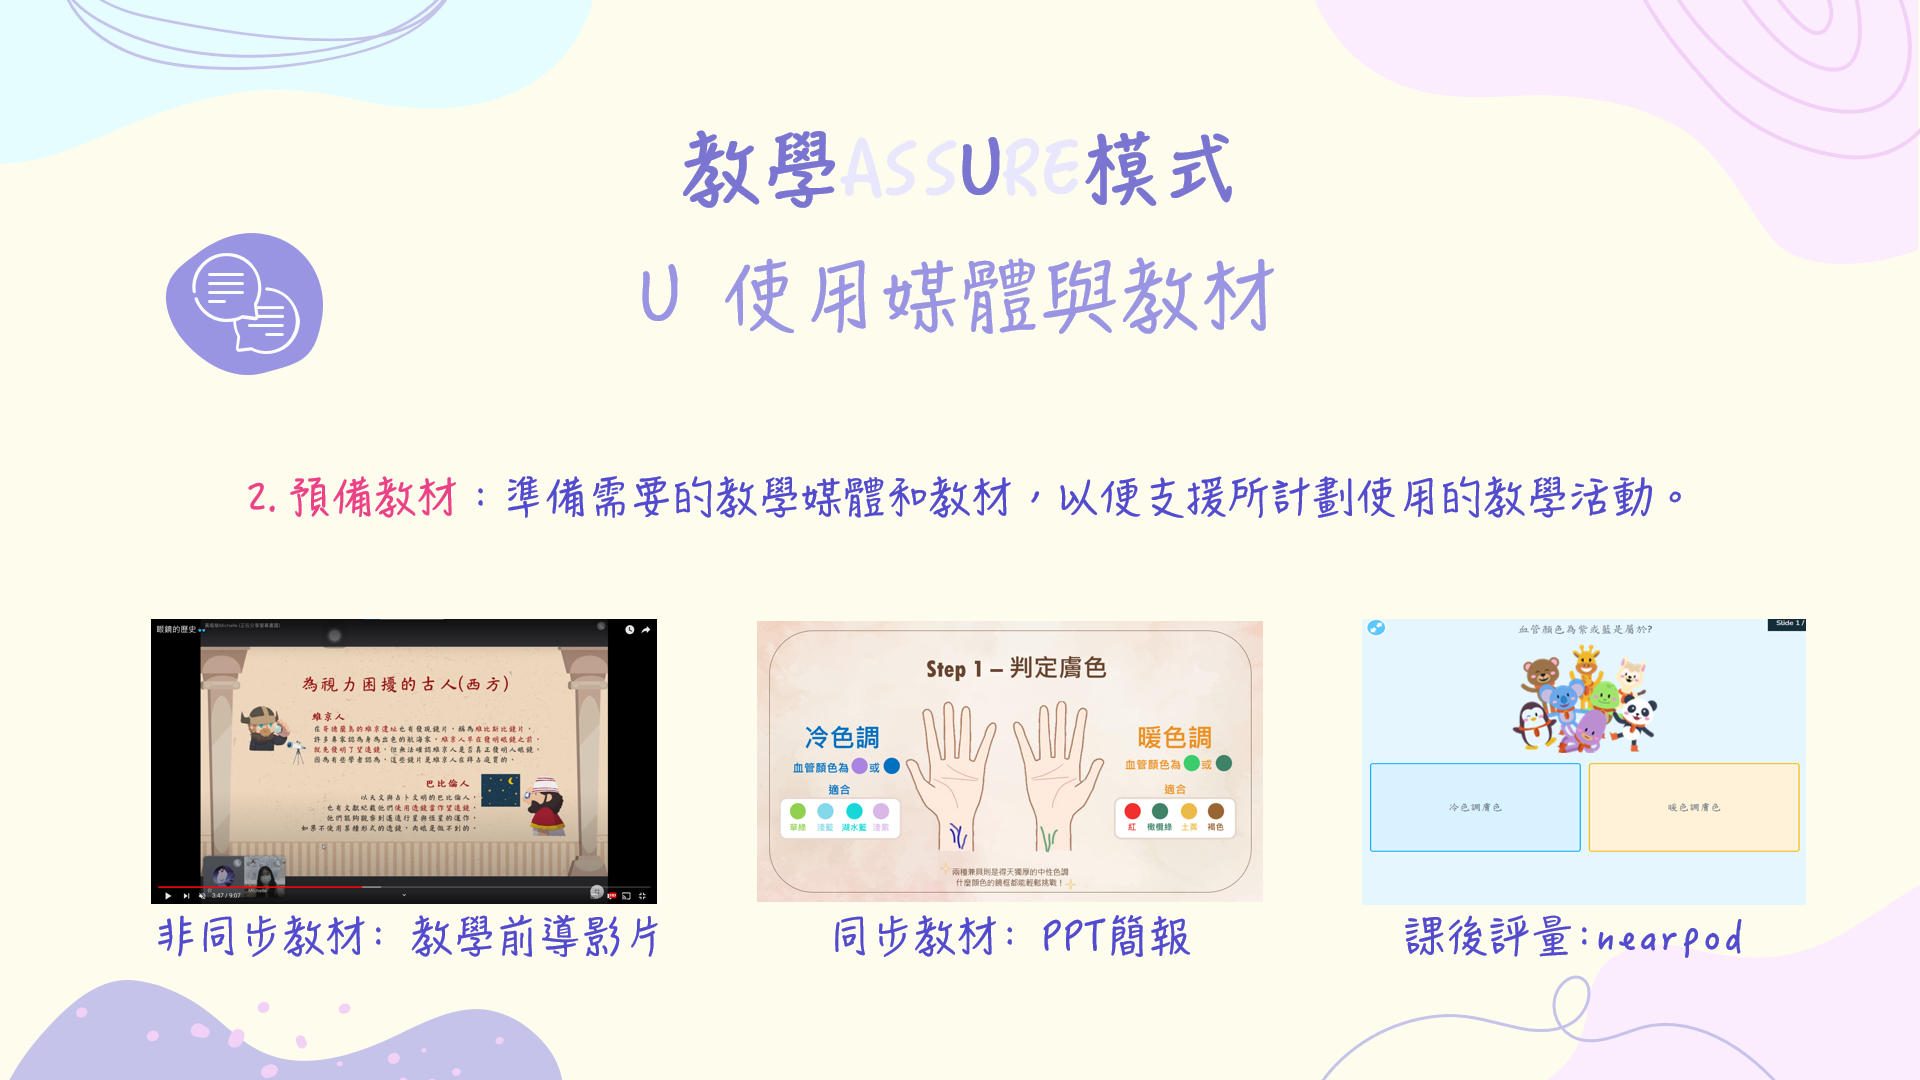 教學ASSURE模式
U 使用媒體與教材
2. 預備教材：準備需要的教學媒體和教材，以便支援所計劃使用的教學活動。
眼鏡的歷史
為視力困擾的古人(西方)
維京人
在哥德蘭島的維京遺址也有發現鏡片，稱為維比斯比鏡片，
許多專家認為身為出色的航海家，維京人早在發明眼鏡之前，
就先發明了望遠鏡，但無法確認維京人是否真正發明人眼鏡，
因為有些學者認為，這些鏡片是維京人在拜占庭買的。
巴比倫人
以天文與占卜文明的巴比倫人，
也有文獻紀載他們使用透鏡當作望遠鏡，
他們能夠觀察到遙遠行星與恆星的運作，
如果不使用某種形式的透鏡，肉眼是做不到的。
Michelle
3:47 / 9:07
非同步教材：教學前導影片
Step 1 – 判定膚色
冷色調
血管顏色為 或
適合
草綠 淺藍 湖水藍 淺紫
暖色調
血管顏色為 或
適合
紅 橄欖綠 土黃 褐色
兩種兼具則是得天獨厚的中性色調
什麼顏色的鏡框都能輕鬆挑戰！
同步教材：PPT簡報
Slide 1 /
血管顏色為紫或藍是屬於?
冷色調膚色
暖色調膚色
課後評量:nearpod